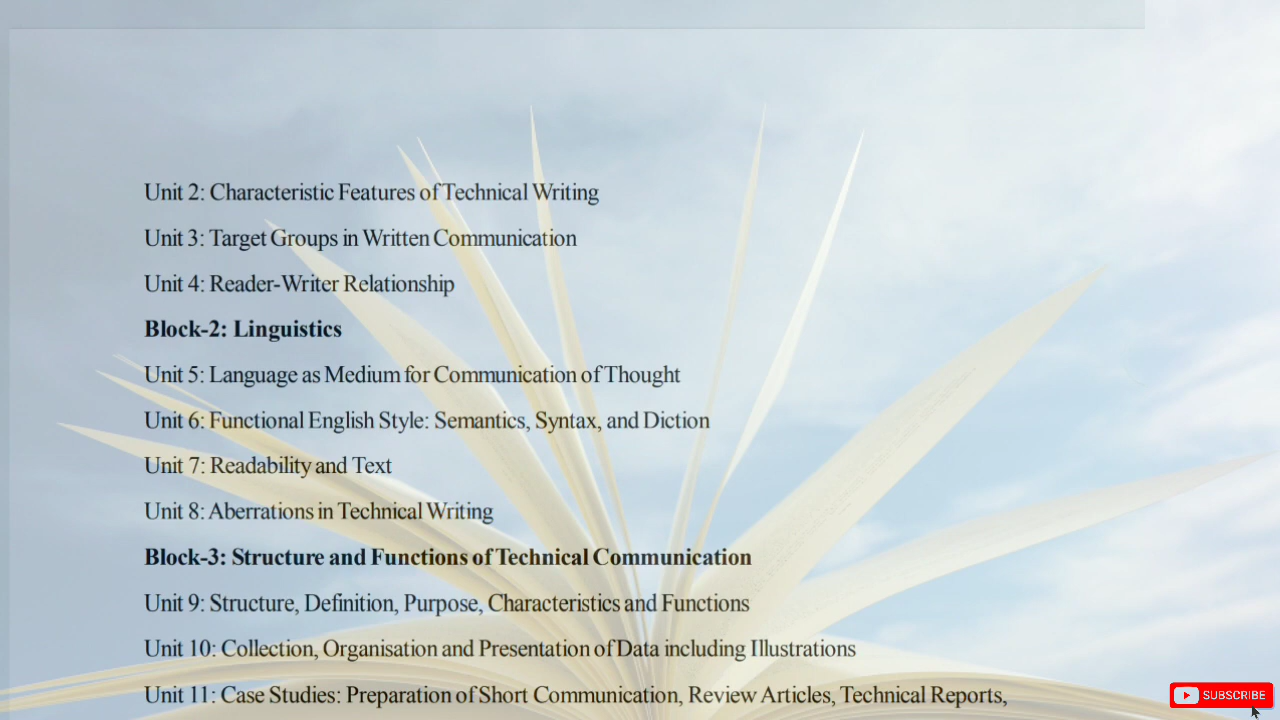 Unit 2: Characteristic Features of Technical Writing
Unit 3: Target Groups in Written Communication
Unit 4: Reader-Writer Relationship
Block-2: Linguistics
Unit 5: Language as Medium for Communication of Thought
Unit 6: Functional English Style: Semantics, Syntax, and Diction
Unit 7: Readability and Text
Unit 8: Aberrations in Technical Writing
Block-3: Structure and Functions of Technical Communication
Unit 9: Structure, Definition, Purpose, Characteristics and Functions
Unit 10: Collection, Organisation and Presentation of Data including Illustrations
Unit 11: Case Studies: Preparation of Short Communication, Review Articles, Technical Reports,
SUBSCRIBE